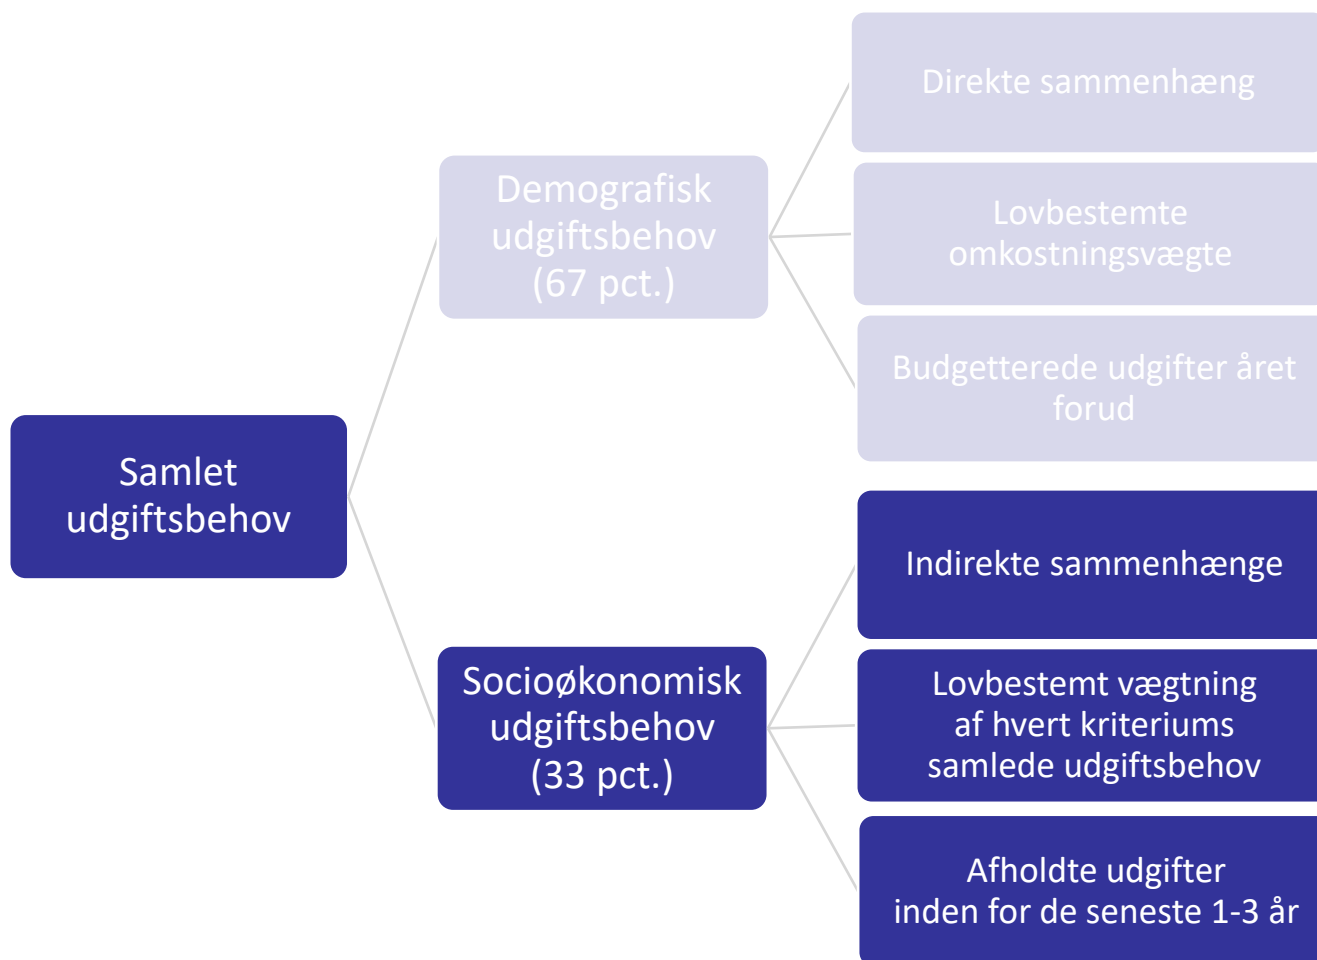 Samlet
udgiftsbehov
Demografisk
udgiftsbehov
(67 pct.)
Direkte sammenhæng
Lovbestemte
omkostningsvægte
Budgetterede udgifter året
forud
Socioøkonomisk
udgiftsbehov
(33 pct.)
Indirekte sammenhænge
Lovbestemt vægtning
af hvert kriteriums
samlede udgiftsbehov
Afholdte udgifter
inden for de seneste 1-3 år